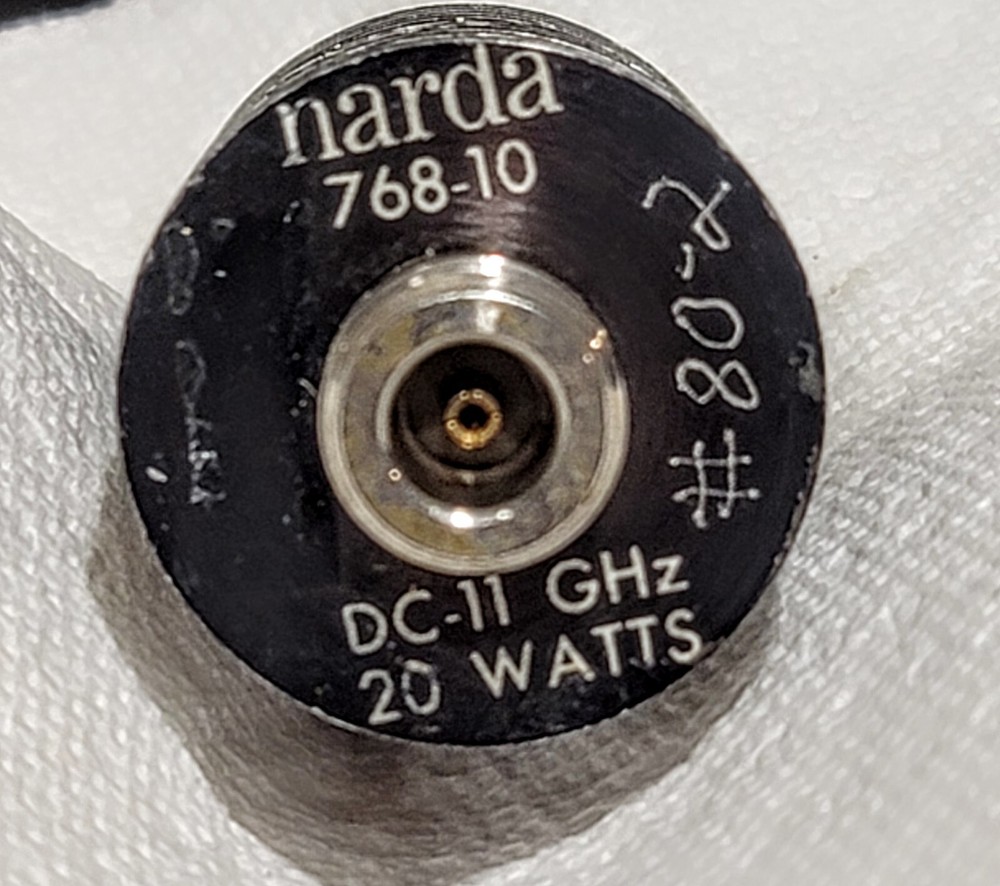 narda
768-10
#80-2
DC-11 GHz
20 WATTS